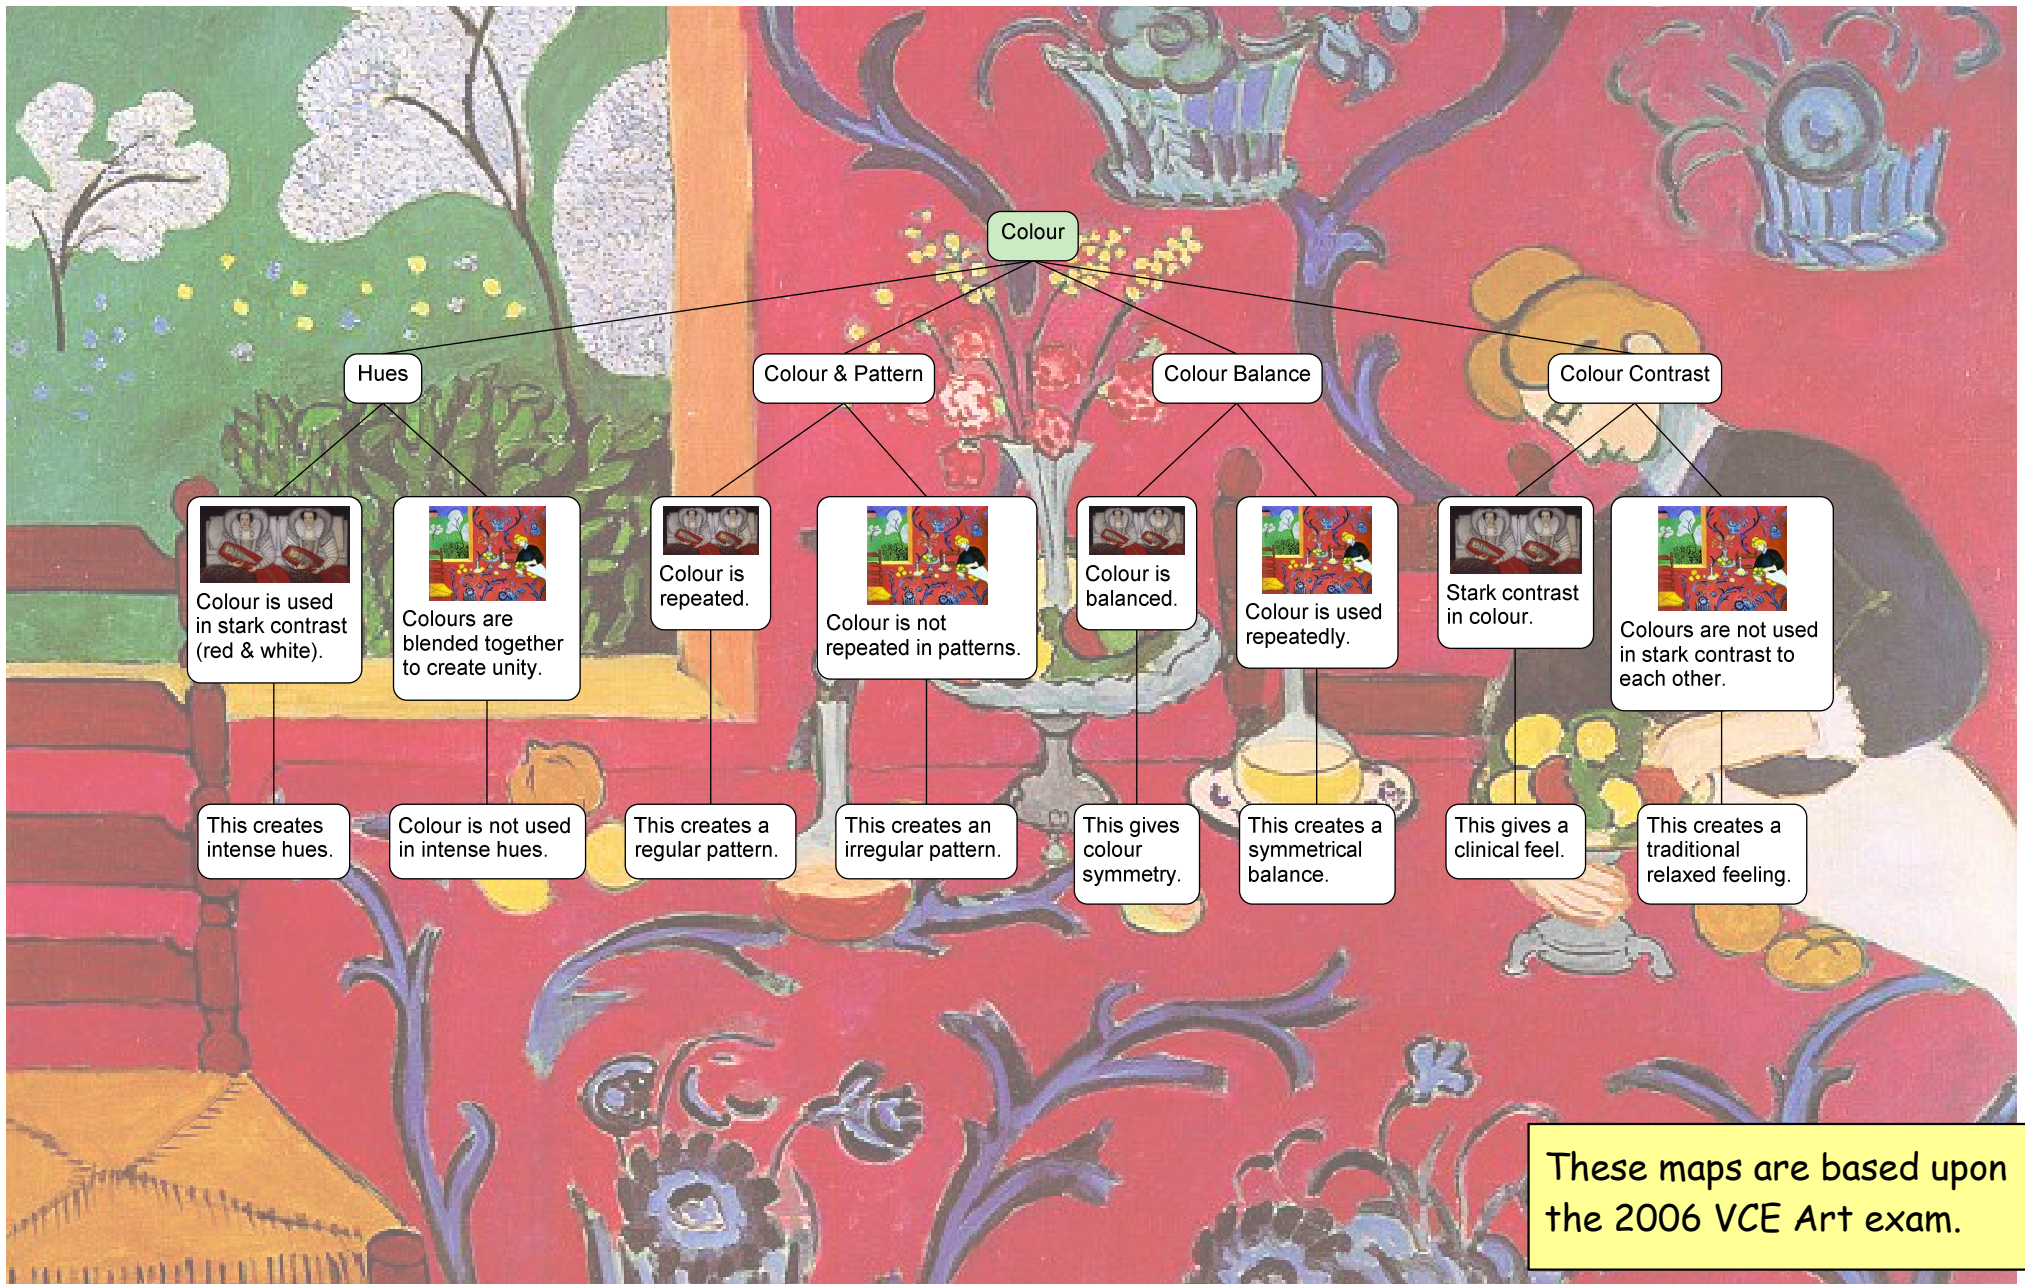 Colour
Hues
Colour & Pattern
Colour Balance
Colour Contrast
Colour is used
in stark contrast
(red & white).
Colours are
blended together
to create unity.
Colour is
repeated.
Colour is not
repeated in patterns.
Colour is
balanced.
Colour is used
repeatedly.
Stark contrast
in colour.
Colours are not used
in stark contrast to
each other.
This creates
intense hues.
Colour is not used
in intense hues.
This creates a
regular pattern.
This creates an
irregular pattern.
This gives
colour
symmetry.
This creates a
symmetrical
balance.
This gives a
clinical feel.
This creates a
traditional
relaxed feeling.
These maps are based upon
the 2006 VCE Art exam.